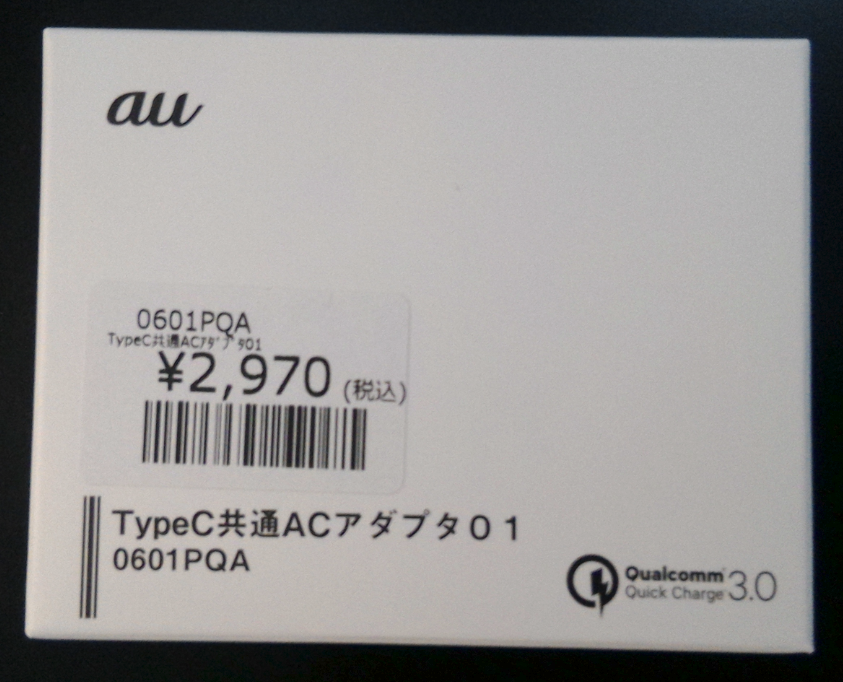 au
0601PQA
TypeC共通ACｱﾀﾞﾌﾟﾀ01
¥2,970 (税込)
TypeC共通ACアダプタ０１
0601PQA
Qualcomm
Quick Charge 3.0